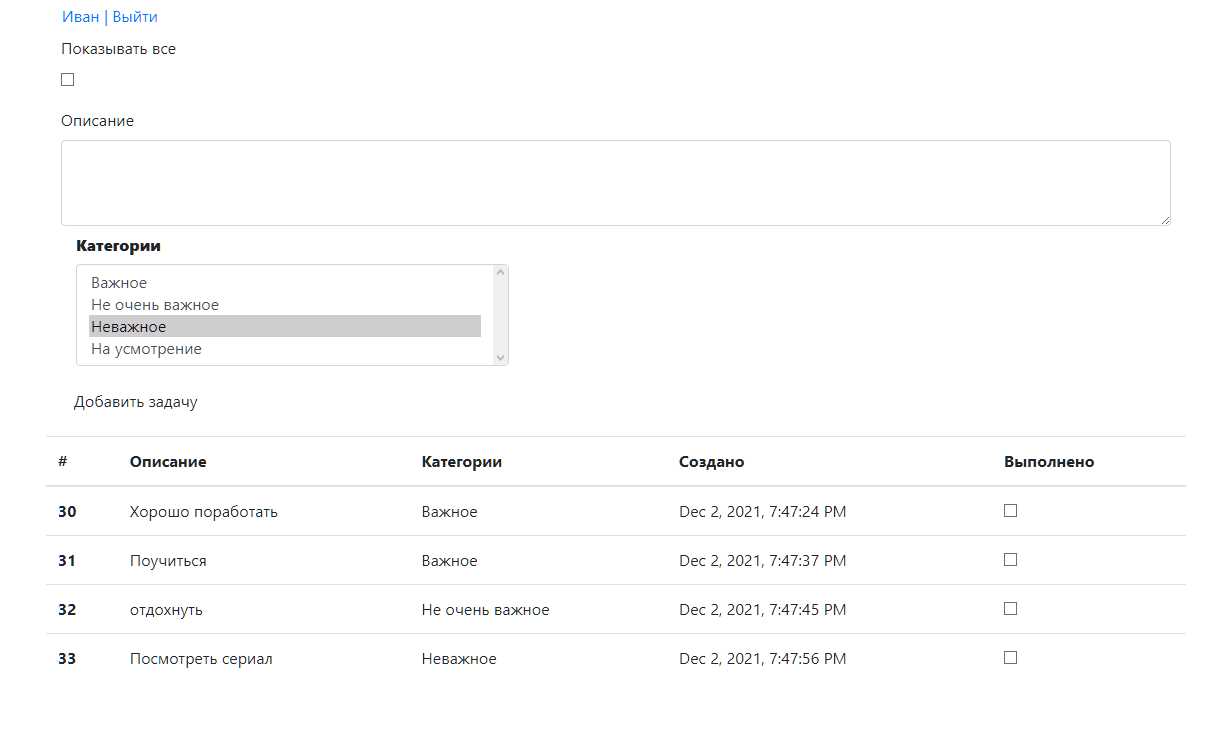 Иван | Выйти
Показывать все
Описание
Категории
Важное
Не очень важное
Неважное
На усмотрение
Добавить задачу
# Описание Категории Создано Выполнено
30 Хорошо поработать Важное Dec 2, 2021, 7:47:24 PM
31 Поучиться Важное Dec 2, 2021, 7:47:37 PM
32 отдохнуть Не очень важное Dec 2, 2021, 7:47:45 PM
33 Посмотреть сериал Неважное Dec 2, 2021, 7:47:56 PM